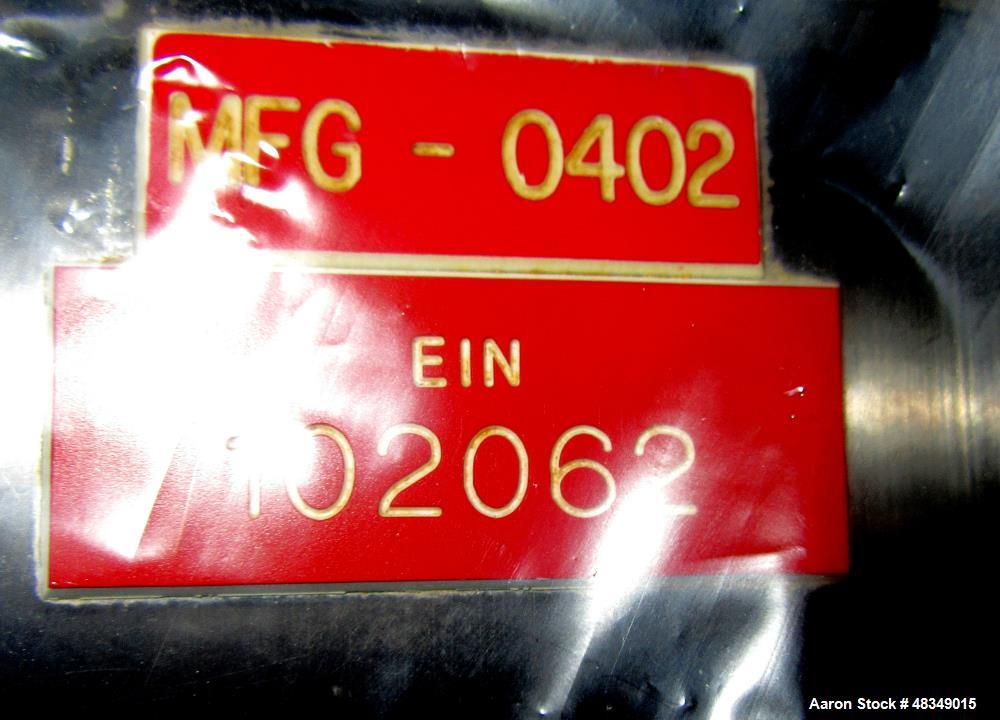 MFG - 0402
EIN
102062
Aaron Stock # 48349015